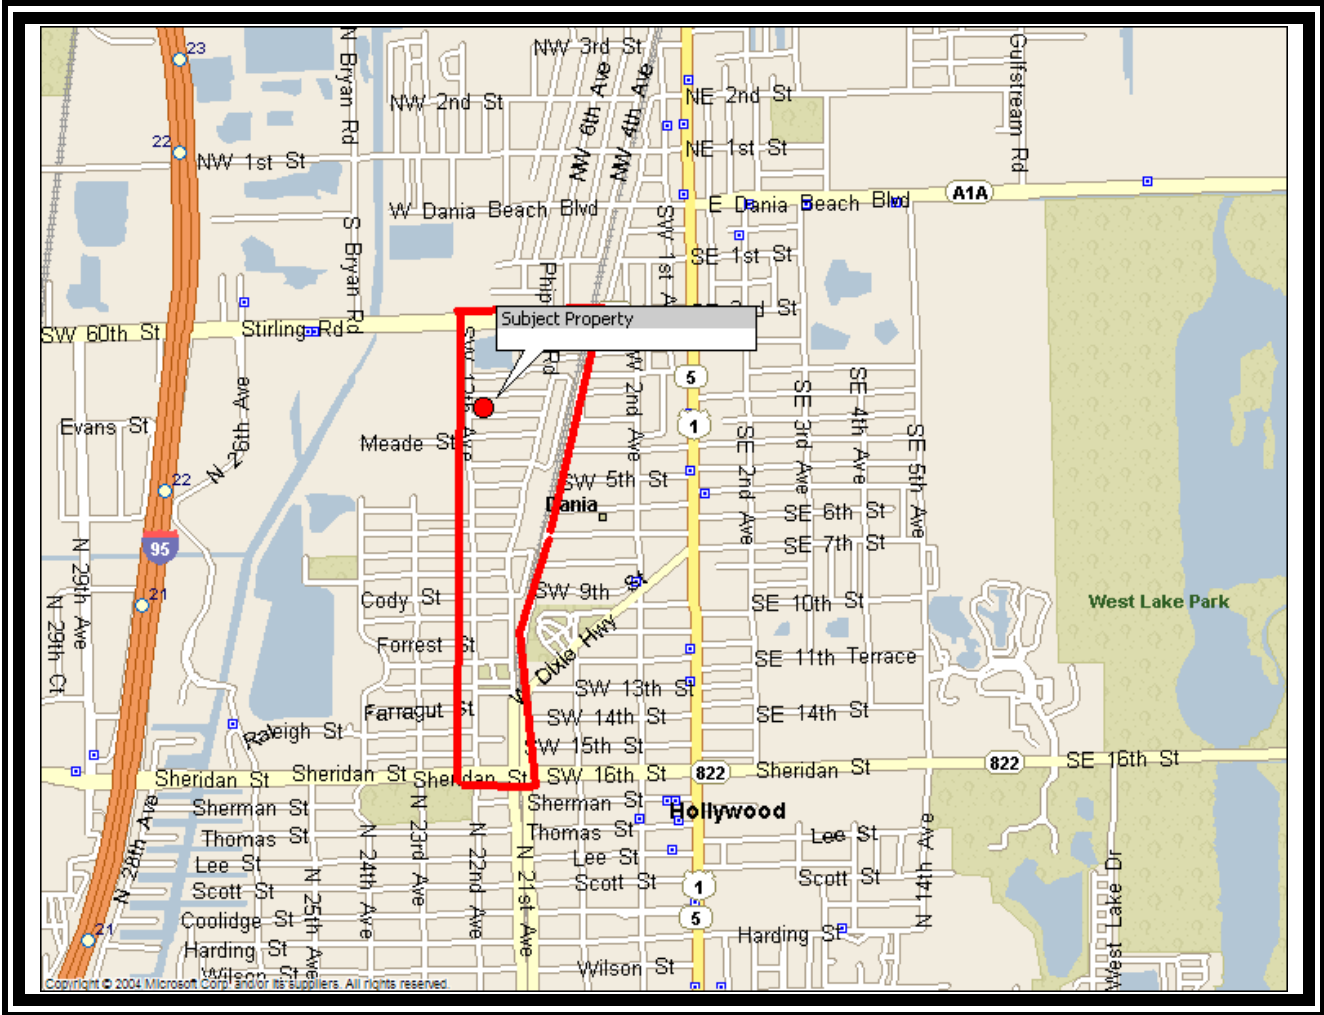 23
N Bryan Rd
NW 3rd St
Gulfstream Rd
NW 2nd St
NW 6th Ave
NW 4th Ave
NE 2nd St
22
NW 1st St
NE 1st St
A1A
W Dania Beach Blvd
E Dania Beach Blvd
S Bryan Rd
SW 1st A
SE 1st St
Phip
Rd
SW 60th St
Stirling Rd
Subject Property
d St
SW 13th Ave
W 2nd Ave
5
SE 3rd Ave
SE 4th Ave
N 26th Ave
Evans St
Meade St
1
SE 2nd Ave
SE 5th Ave
22
SW 5th St
Dania
SE 6th St
95
SE 7th St
N 29th Ave
21
N 29th Ct
Cody St
SW 9th St
SE 10th St
West Lake Park
Forrest St
N Dixie Hwy
SE 11th Terrace
SW 13th St
Farragut St
SW 14th St
SE 14th St
Raleigh St
SW 15th St
Sheridan St
Sheridan St
Sheridan St
SW 16th St
822
Sheridan St
822
SE 16th St
Sherman St
Sherman St
Hollywood
N 28th Ave
Thomas St
N 24th Ave
N 23rd Ave
N 22nd Ave
Thomas St
Lee St
N 14th Ave
Lee St
Lee St
N 21st Ave
West Lake Dr
Scott St
N 25th Ave
Scott St
1
Scott St
Coolidge St
5
21
Harding St
Harding St
Wilson St
Wilson St
Copyright © 2004 Microsoft Corp. and/or its suppliers. All rights reserved.